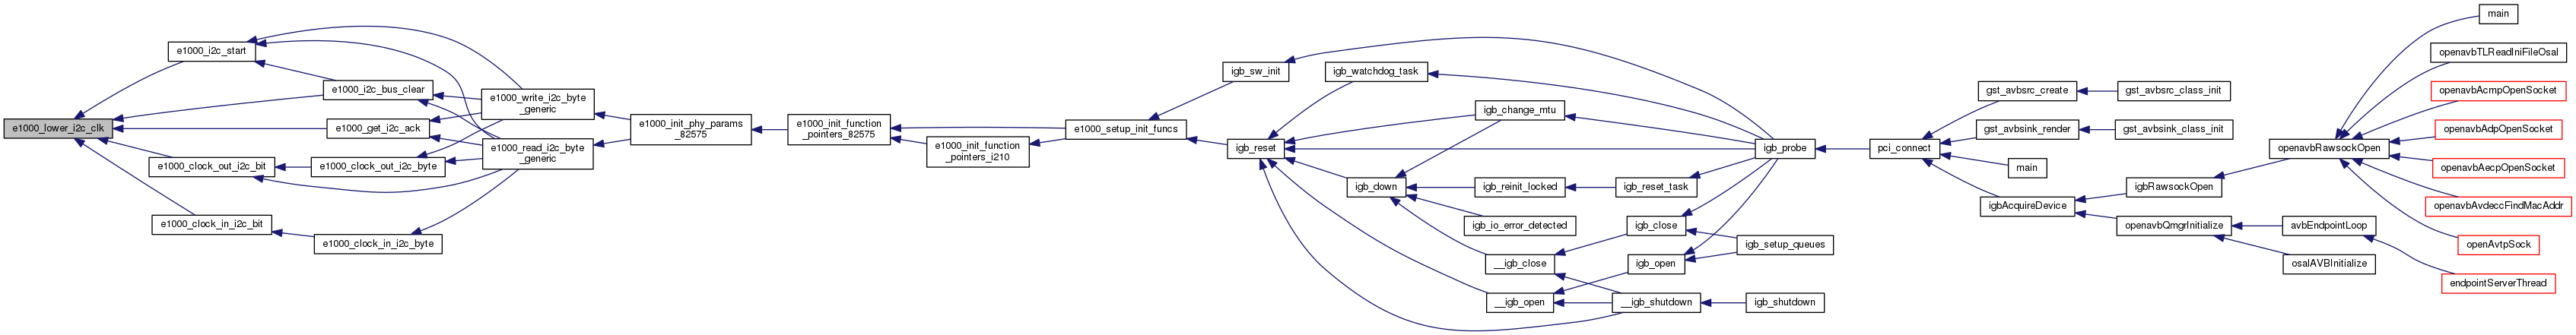 e1000_lower_i2c_clk
e1000_i2c_start
e1000_i2c_bus_clear
e1000_get_i2c_ack
e1000_clock_out_i2c_bit
e1000_clock_out_i2c_byte
e1000_clock_in_i2c_bit
e1000_clock_in_i2c_byte
e1000_write_i2c_byte
_generic
e1000_read_i2c_byte
_generic
e1000_init_phy_params
_82575
e1000_init_function
_pointers_82575
e1000_init_function
_pointers_i210
e1000_setup_init_funcs
igb_sw_init
igb_reset
igb_watchdog_task
igb_change_mtu
igb_down
igb_reinit_locked
igb_reset_task
igb_io_error_detected
igb_close
igb_setup_queues
__igb_close
igb_open
__igb_open
__igb_shutdown
igb_shutdown
igb_probe
pci_connect
gst_avbsrc_create
gst_avbsrc_class_init
gst_avbsink_render
gst_avbsink_class_init
main
igbAcquireDevice
igbRawsockOpen
openavbQmgrInitialize
avbEndpointLoop
osalAVBInitialize
openavbRawsockOpen
main
openavbTLReadIniFileOsal
openavbAcmpOpenSocket
openavbAdpOpenSocket
openavbAecpOpenSocket
openavbAvdeccFindMacAddr
openAvtpSock
endpointServerThread